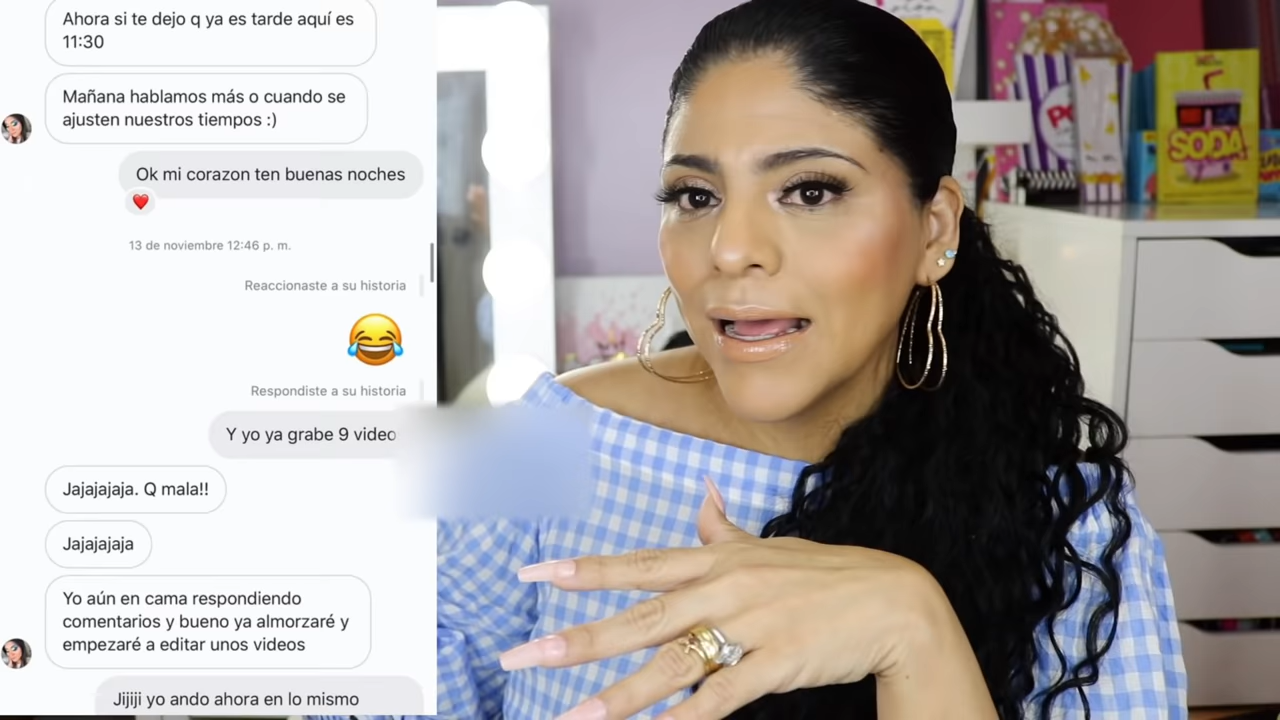 Ahora si te dejo q ya es tarde aquí es
11:30
Mañana hablamos más o cuando se
ajusten nuestros tiempos :)
Ok mi corazon ten buenas noches
13 de noviembre 12:46 p. m.
Reaccionaste a su historia
Respondiste a su historia
Y yo ya grabe 9 video
Jajajajaja. Q mala!!
Jajajajaja
Yo aún en cama respondiendo
comentarios y bueno ya almorzaré y
empezaré a editar unos videos
Jijiji yo ando ahora en lo mismo
SODA